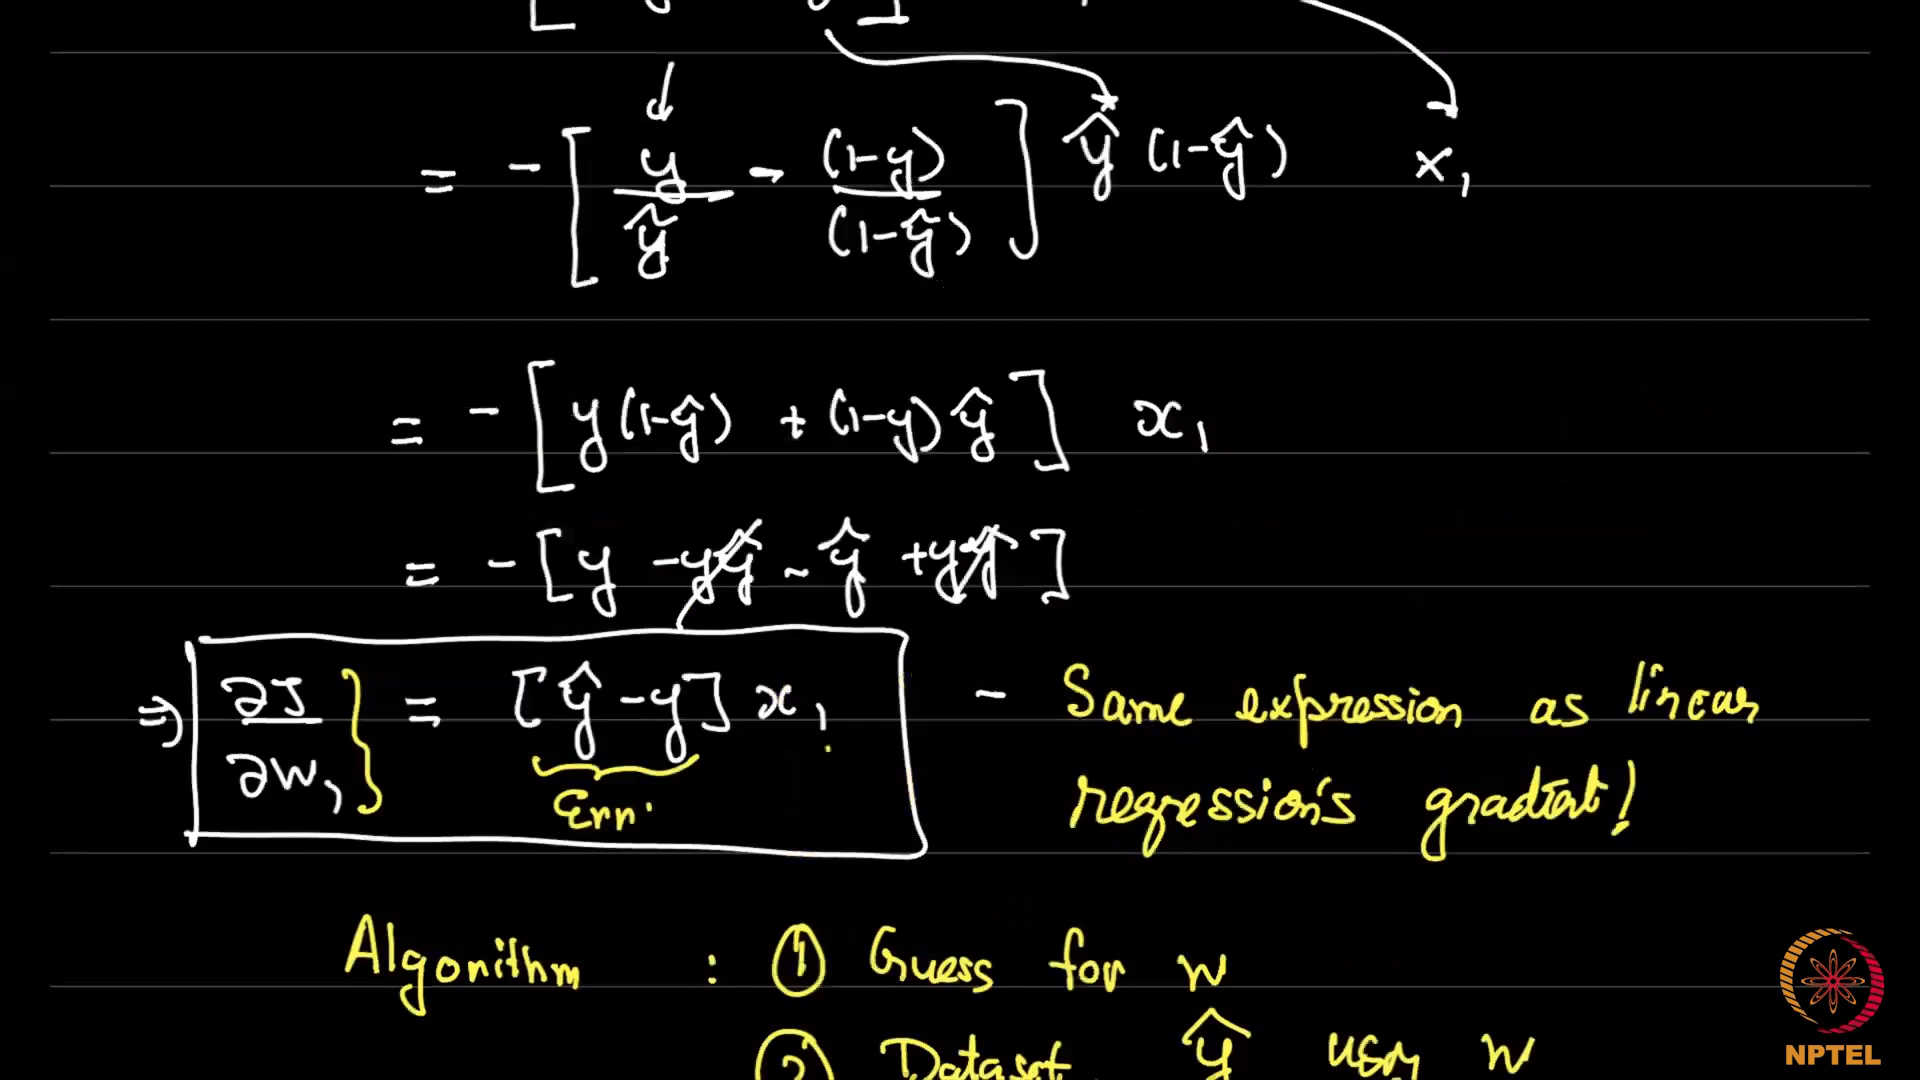 = - [ y/ŷ - (1-y)/(1-ŷ) ] ŷ (1-ŷ) x₁
= - [ y(1-ŷ) + (1-y) ŷ ] x₁
= - [ y - yŷ - ŷ + yŷ ]
⇒ ∂J/∂w₁ } = [ŷ - y] x₁ - Same expression as linear
Err. regression's gradient!
Algorithm : ① Guess for w
② Dataset ŷ using w
NPTEL